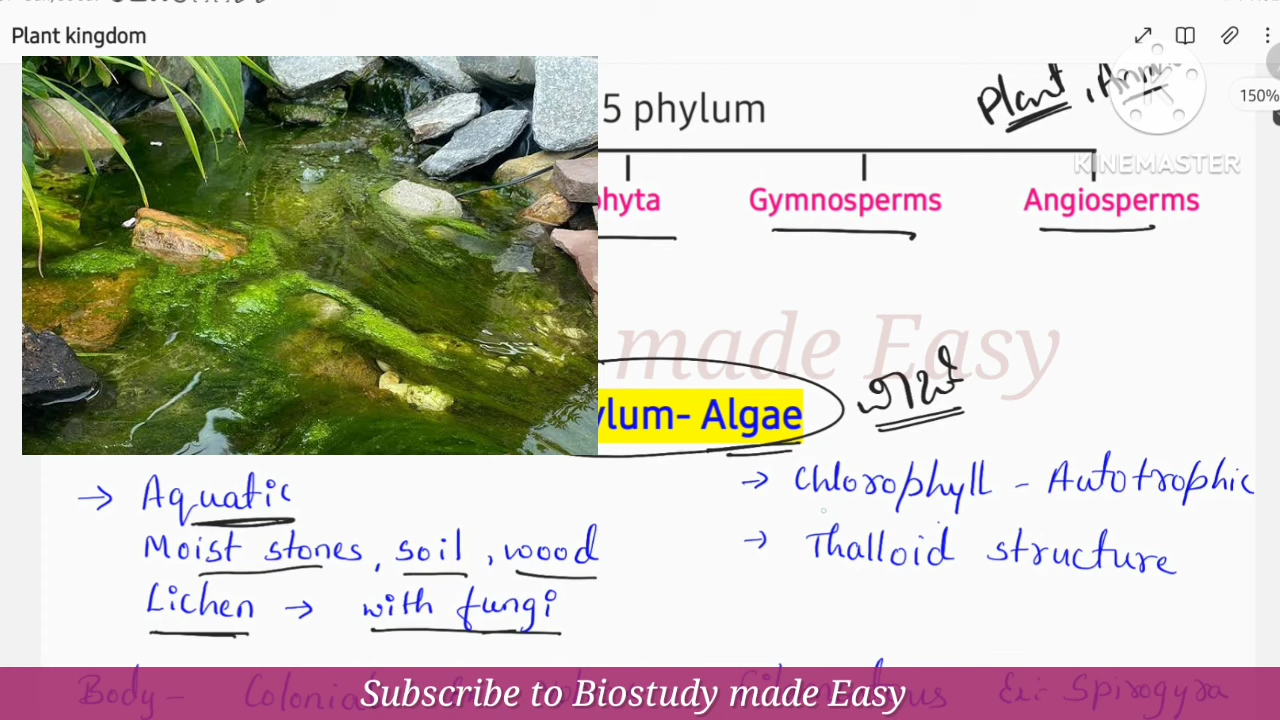 Plant kingdom
150%
Plant,
5 phylum
KINEMASTER
phyta Gymnosperms Angiosperms
made Easy
ylum- Algae
→ Aquatic
Moist stones, soil, wood
Lichen → with fungi
→ Chlorophyll - Autotrophic
→ Thalloid structure
Body - Colonial Ex:- Spirogyra
Subscribe to Biostudy made Easy